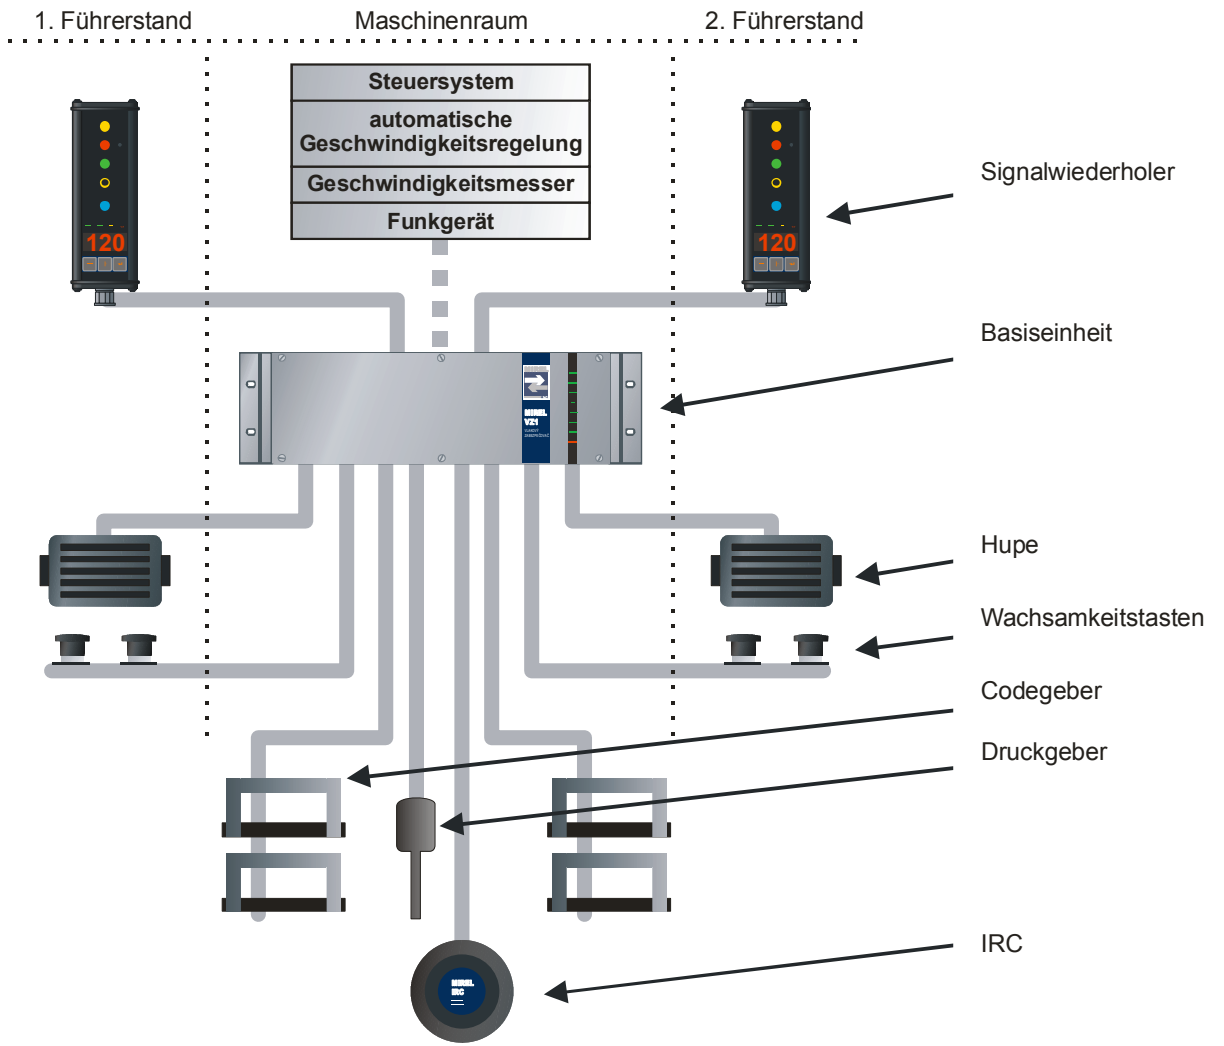 1. Führerstand
Maschinenraum
2. Führerstand
Steuersystem
automatische
Geschwindigkeitsregelung
Geschwindigkeitsmesser
Funkgerät
120
120
Signalwiederholer
Basiseinheit
MIREL
VZ1
Hupe
Wachsamkeitstasten
Codegeber
Druckgeber
IRC
MIREL
IRC